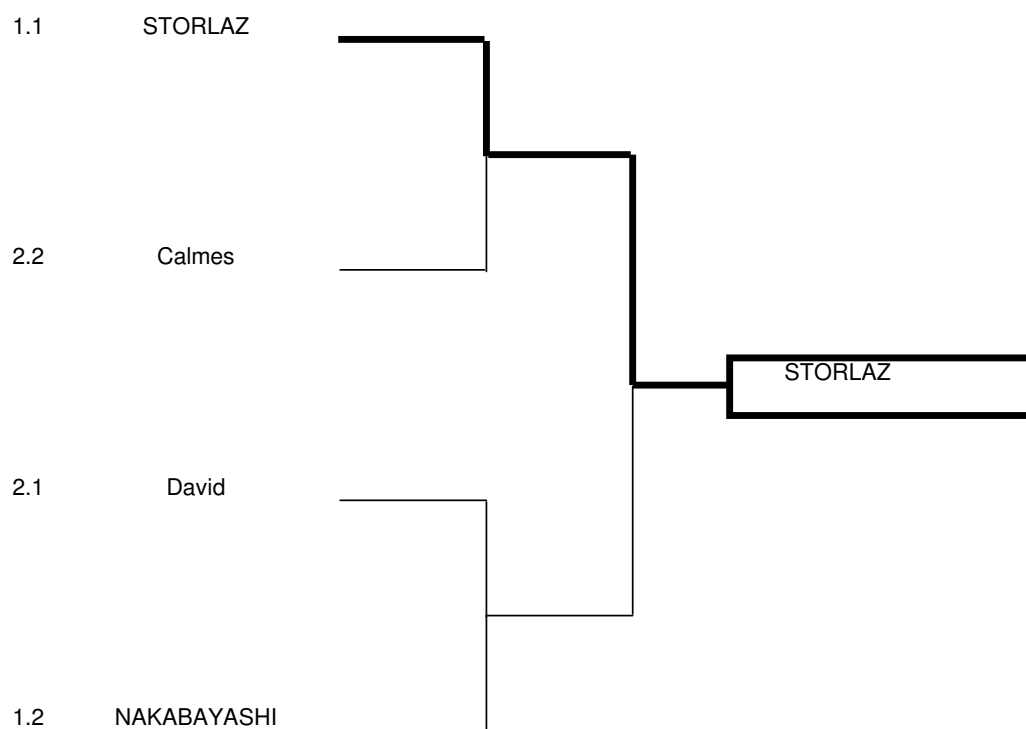 1.1 STORLAZ
2.2 Calmes
STORLAZ
2.1 David
1.2 NAKABAYASHI